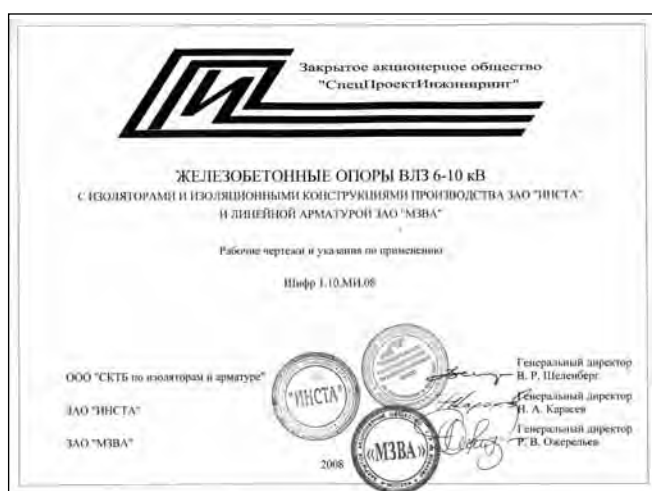 Закрытое акционерное общество
"СпецПроектИнжиниринг"
ЖЕЛЕЗОБЕТОННЫЕ ОПОРЫ ВЛЗ 6-10 кВ
С ИЗОЛЯТОРАМИ И ИЗОЛЯЦИОННЫМИ КОНСТРУКЦИЯМИ ПРОИЗВОДСТВА ЗАО "ИНСТА"
И ЛИНЕЙНОЙ АРМАТУРОЙ ЗАО "МЗВА"
Рабочие чертежи и указания по применению
Шифр 1.10.МИ.08
ООО "СКТБ по изоляторам и арматуре"
Генеральный директор
В. Р. Шеленберг
ЗАО "ИНСТА"
"ИНСТА"
Генеральный директор
Н. А. Карасев
ЗАО "МЗВА"
«МЗВА»
Генеральный директор
Р. В. Ожерельев
2008